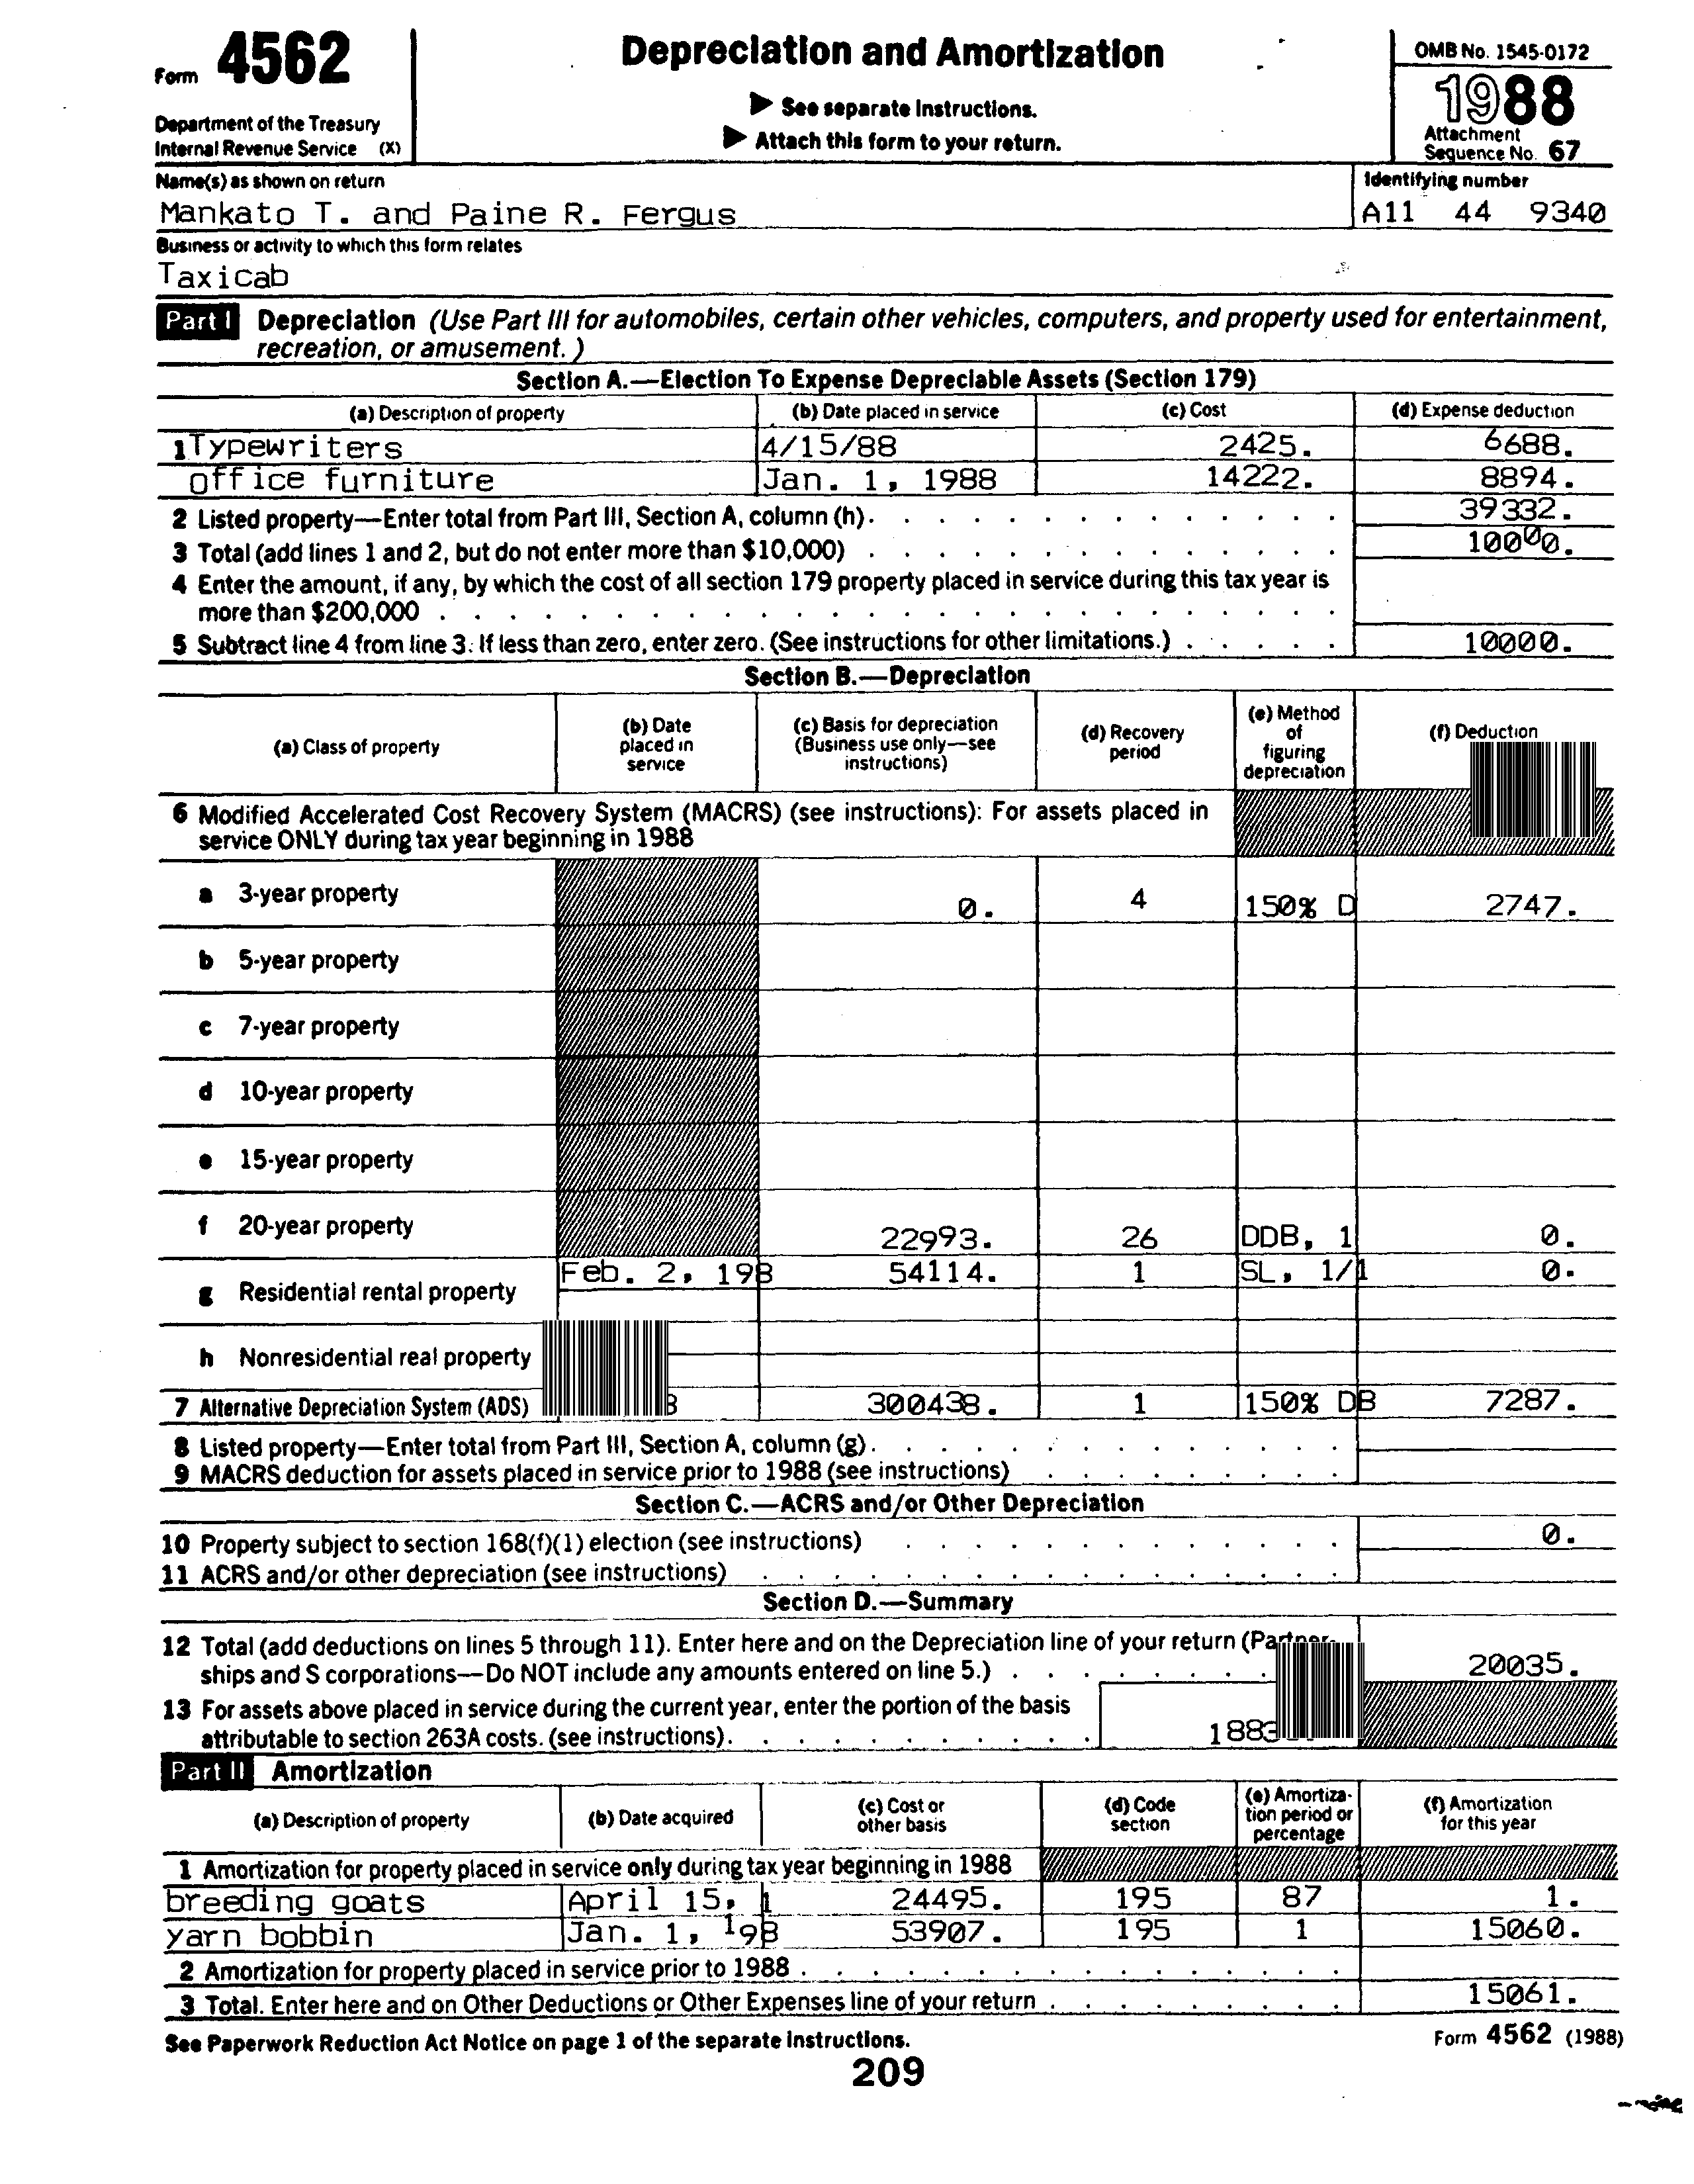 Form 4562
Department of the Treasury
Internal Revenue Service (X)
Depreciation and Amortization
► See separate Instructions.
► Attach this form to your return.
OMB No. 1545-0172
1988
Attachment
Sequence No. 67
Name(s) as shown on return
Mankato T. and Paine R. Fergus
Identifying number
A11 44 9340
Business or activity to which this form relates
Taxicab
Part I Depreciation (Use Part III for automobiles, certain other vehicles, computers, and property used for entertainment,
recreation, or amusement.)
Section A.—Election To Expense Depreciable Assets (Section 179)
(a) Description of property (b) Date placed in service (c) Cost (d) Expense deduction
1 Typewriters 4/15/88 2425. 6688.
office furniture Jan. 1, 1988 14222. 8894.
2 Listed property—Enter total from Part III, Section A, column (h). 39332.
3 Total (add lines 1 and 2, but do not enter more than $10,000) 10000.
4 Enter the amount, if any, by which the cost of all section 179 property placed in service during this tax year is
more than $200,000
5 Subtract line 4 from line 3. If less than zero, enter zero. (See instructions for other limitations.) 10000.
Section B.—Depreciation
(a) Class of property
(b) Date
placed in
service
(c) Basis for depreciation
(Business use only—see
instructions)
(d) Recovery
period
(e) Method
of
figuring
depreciation
(f) Deduction
6 Modified Accelerated Cost Recovery System (MACRS) (see instructions): For assets placed in
service ONLY during tax year beginning in 1988
a 3-year property 0. 4 150% D 2747.
b 5-year property
c 7-year property
d 10-year property
e 15-year property
f 20-year property 22993. 26 DDB, 1 0.
Feb. 2, 198 54114. 1 SL, 1/1 0.
g Residential rental property
h Nonresidential real property
7 Alternative Depreciation System (ADS) 300438. 1 150% DB 7287.
8 Listed property—Enter total from Part III, Section A, column (g).
9 MACRS deduction for assets placed in service prior to 1988 (see instructions)
Section C.—ACRS and/or Other Depreciation
10 Property subject to section 168(f)(1) election (see instructions) 0.
11 ACRS and/or other depreciation (see instructions)
Section D.—Summary
12 Total (add deductions on lines 5 through 11). Enter here and on the Depreciation line of your return (Partner-
ships and S corporations—Do NOT include any amounts entered on line 5.) 20035.
13 For assets above placed in service during the current year, enter the portion of the basis
attributable to section 263A costs. (see instructions). 1883
Part II Amortization
(a) Description of property
(b) Date acquired
(c) Cost or
other basis
(d) Code
section
(e) Amortiza-
tion period or
percentage
(f) Amortization
for this year
1 Amortization for property placed in service only during tax year beginning in 1988
breeding goats April 15, 1 24495. 195 87 1.
yarn bobbin Jan. 1, 198 53907. 195 1 15060.
2 Amortization for property placed in service prior to 1988
3 Total. Enter here and on Other Deductions or Other Expenses line of your return 15061.
See Paperwork Reduction Act Notice on page 1 of the separate Instructions.
Form 4562 (1988)
209